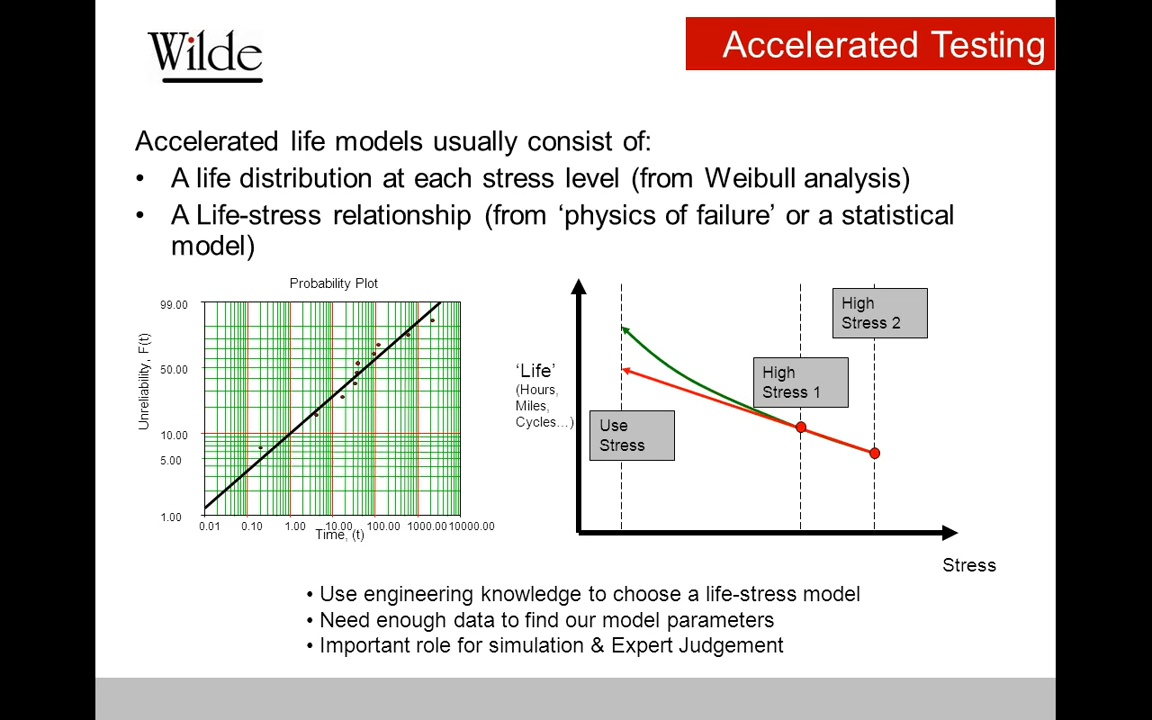 Wilde
Accelerated Testing
Accelerated life models usually consist of:
• A life distribution at each stress level (from Weibull analysis)
• A Life-stress relationship (from ‘physics of failure’ or a statistical
model)
Probability Plot
Unreliability, F(t)
99.00
50.00
10.00
5.00
1.00
0.01 0.10 1.00 10.00 100.00 1000.00 10000.00
Time, (t)
‘Life’
(Hours,
Miles,
Cycles…)
Use
Stress
High
Stress 1
High
Stress 2
Stress
• Use engineering knowledge to choose a life-stress model
• Need enough data to find our model parameters
• Important role for simulation & Expert Judgement